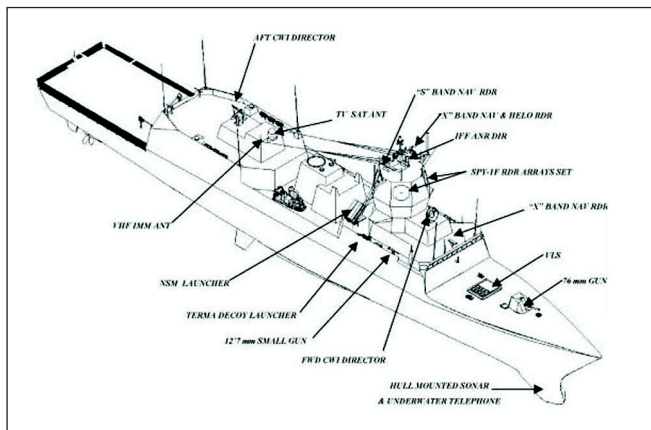 AFT CWI DIRECTOR
"S" BAND NAV RDR
TV SAT ANT
"X" BAND NAV & HELO RDR
IFF ANR DIR
SPY-1F RDR ARRAYS SET
VHF IMM ANT
"X" BAND NAV RDR
NSM LAUNCHER
VLS
76 mm GUN
TERMA DECOY LAUNCHER
12'7 mm SMALL GUN
FWD CWI DIRECTOR
HULL MOUNTED SONAR
& UNDERWATER TELEPHONE